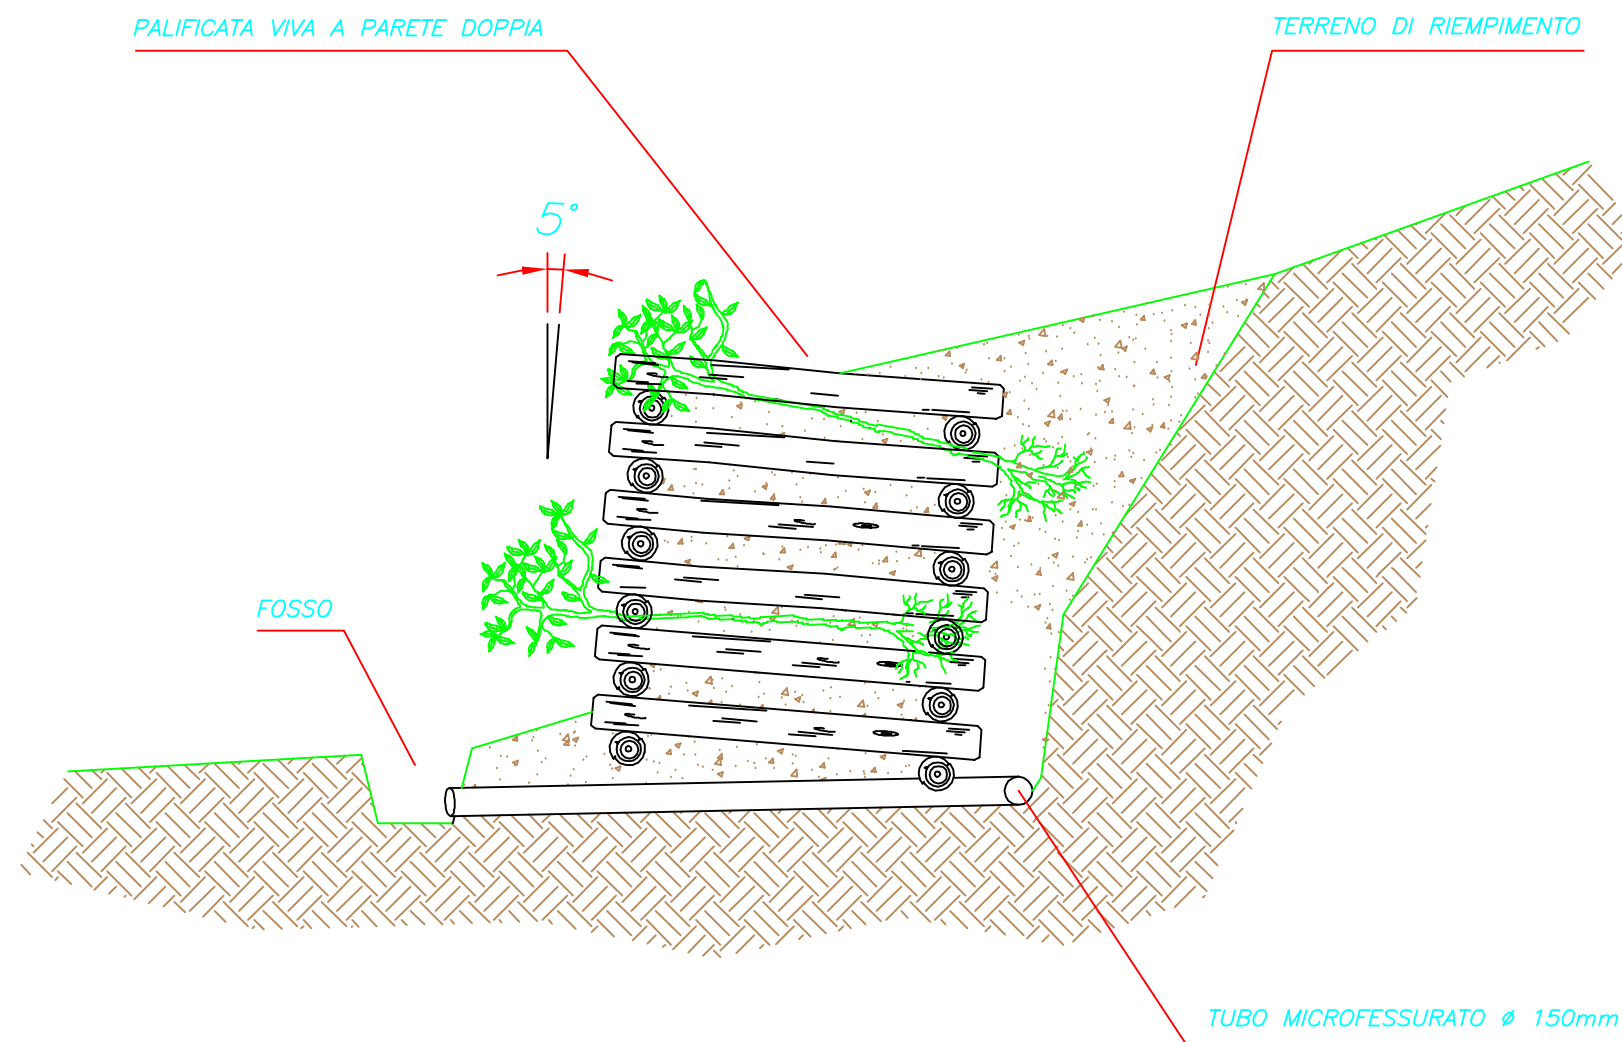 PALIFICATA VIVA A PARETE DOPPIA
TERRENO DI RIEMPIMENTO
5°
FOSSO
TUBO MICROFESSURATO ø 150mm